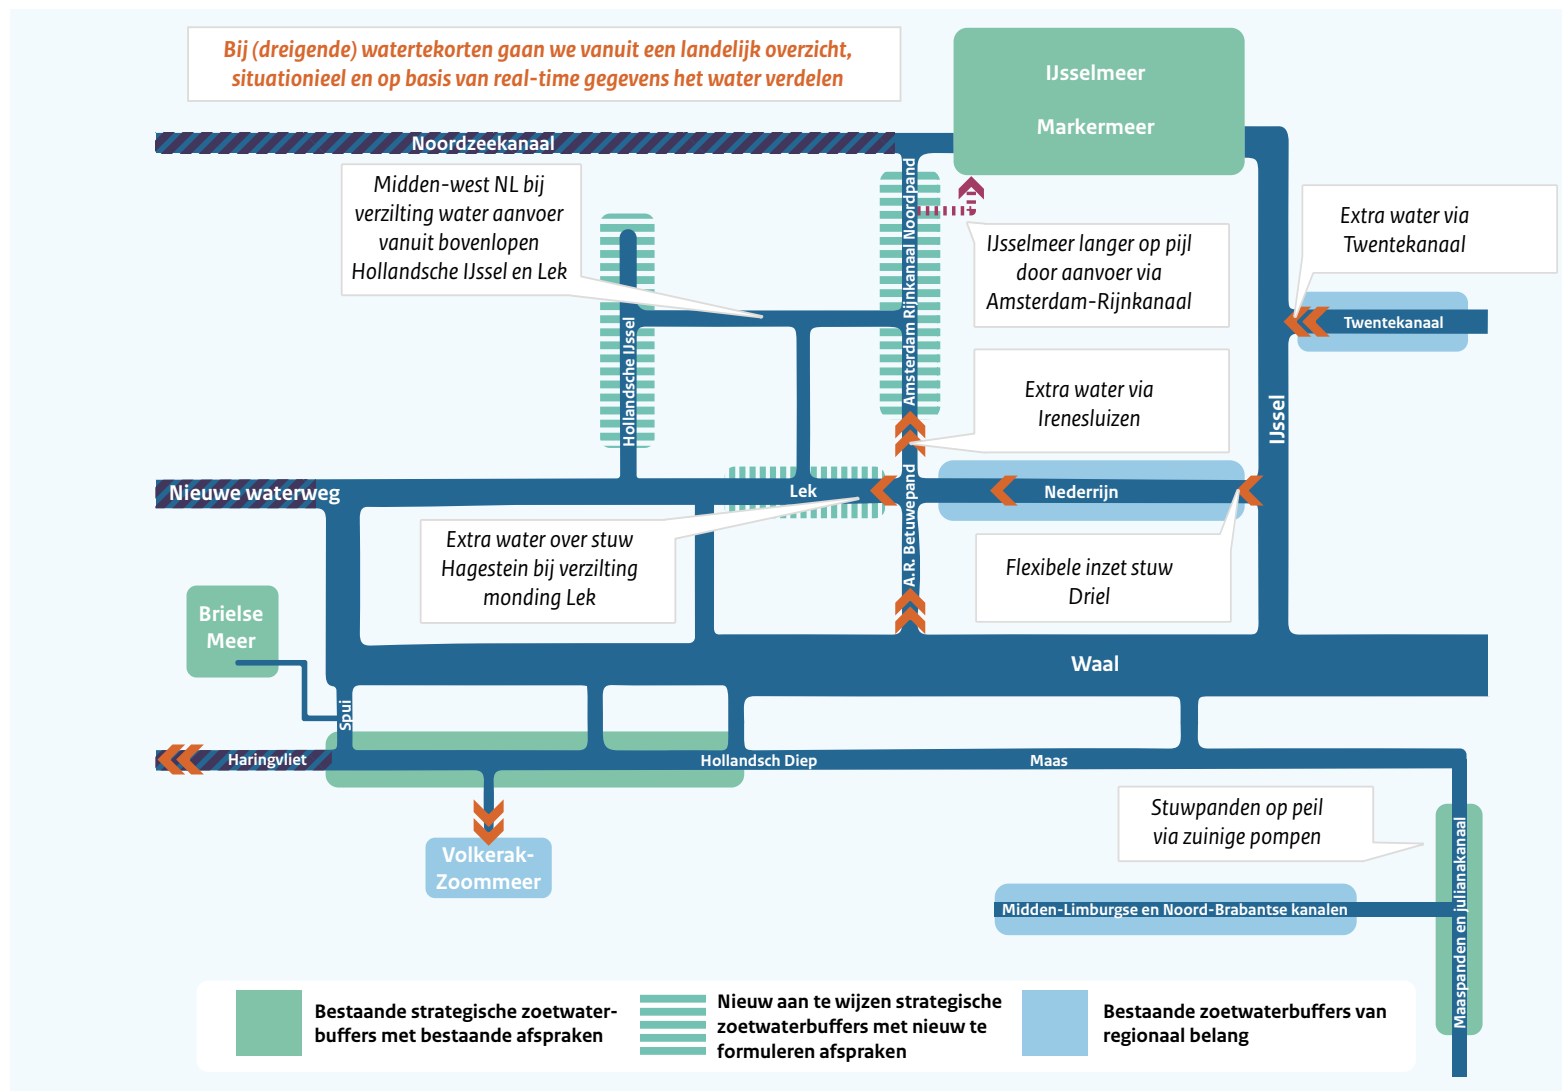 Bij (dreigende) watertekorten gaan we vanuit een landelijk overzicht,
situationieel en op basis van real-time gegevens het water verdelen
IJsselmeer
Markermeer
Noordzeekanaal
Midden-west NL bij
verzilting water aanvoer
vanuit bovenlopen
Hollandsche IJssel en Lek
Amsterdam Rijnkanaal Noordpand
IJsselmeer langer op pijl
door aanvoer via
Amsterdam-Rijnkanaal
Extra water via
Twentekanaal
Twentekanaal
Hollandsche IJssel
Extra water via
Irenesluizen
IJssel
Nieuwe waterweg
Lek
Nederrijn
A.R. Betuwepand
Extra water over stuw
Hagestein bij verzilting
monding Lek
Flexibele inzet stuw
Driel
Brielse
Meer
Waal
Spui
Haringvliet
Hollandsch Diep
Maas
Stuwpanden op peil
via zuinige pompen
Volkerak-
Zoommeer
Midden-Limburgse en Noord-Brabantse kanalen
Maaspanden en julianakanaal
Bestaande strategische zoetwater-
buffers met bestaande afspraken
Nieuw aan te wijzen strategische
zoetwaterbuffers met nieuw te
formuleren afspraken
Bestaande zoetwaterbuffers van
regionaal belang